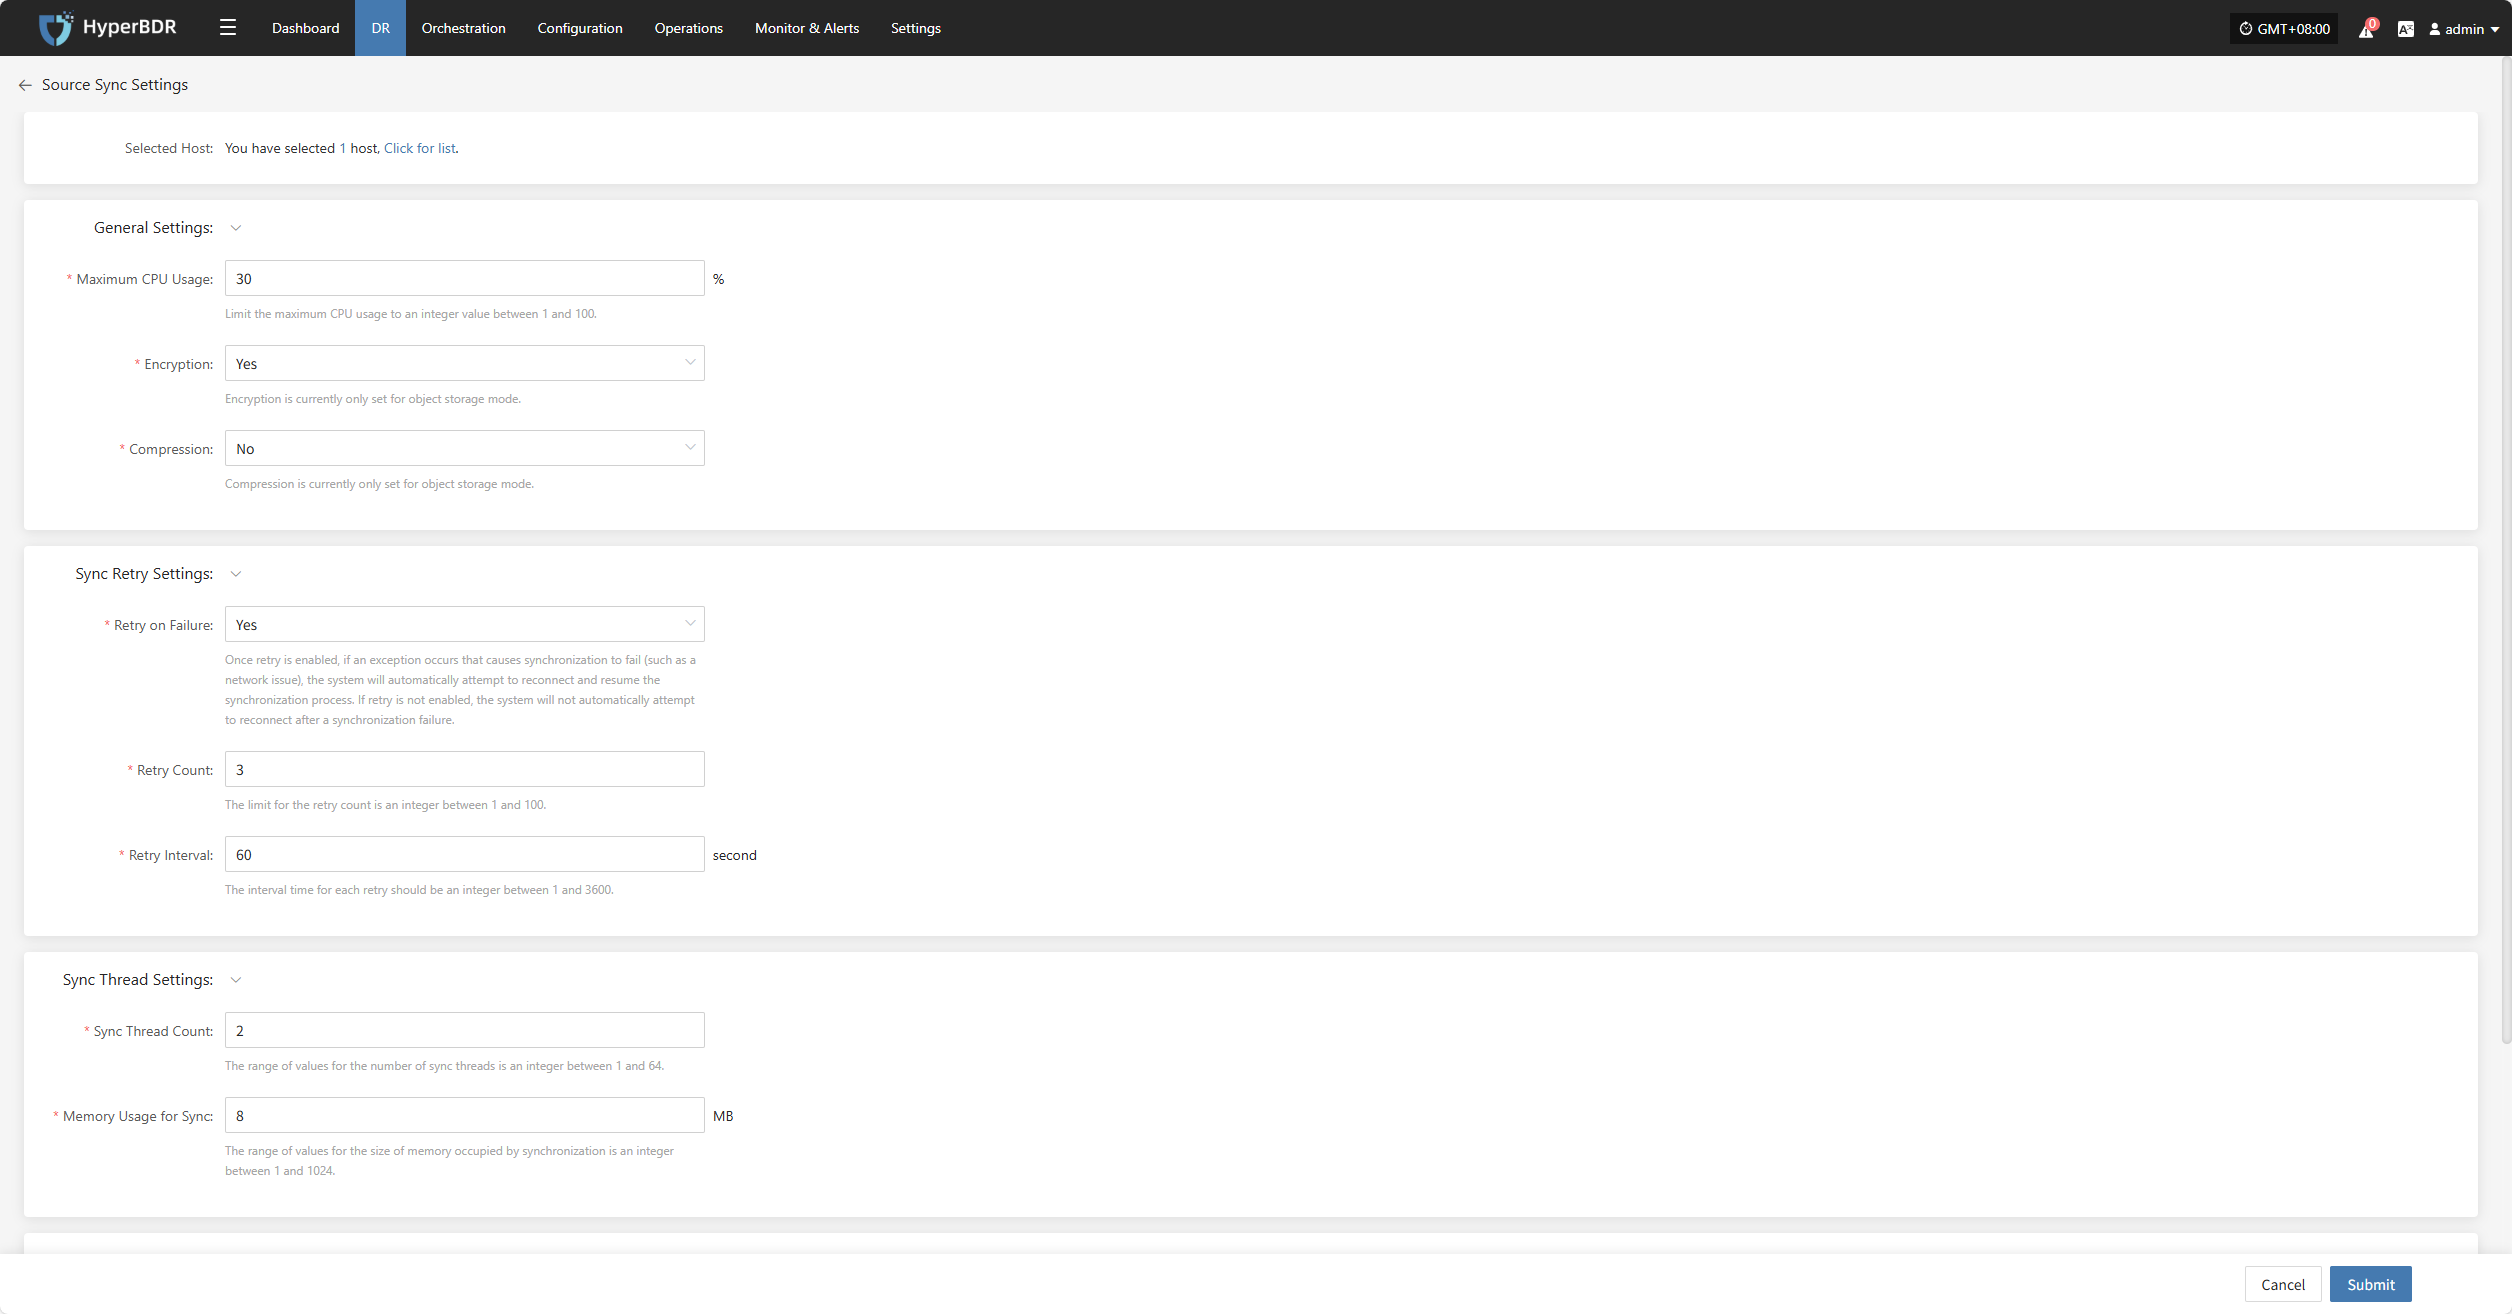 HyperBDR
Dashboard DR Orchestration Configuration Operations Monitor & Alerts Settings GMT+08:00 0 admin
Source Sync Settings
Selected Host: You have selected 1 host, Click for list.
General Settings:
* Maximum CPU Usage: 30 %
Limit the maximum CPU usage to an integer value between 1 and 100.
* Encryption: Yes
Encryption is currently only set for object storage mode.
* Compression: No
Compression is currently only set for object storage mode.
Sync Retry Settings:
* Retry on Failure: Yes
Once retry is enabled, if an exception occurs that causes synchronization to fail (such as a
network issue), the system will automatically attempt to reconnect and resume the
synchronization process. If retry is not enabled, the system will not automatically attempt
to reconnect after a synchronization failure.
* Retry Count: 3
The limit for the retry count is an integer between 1 and 100.
* Retry Interval: 60 second
The interval time for each retry should be an integer between 1 and 3600.
Sync Thread Settings:
* Sync Thread Count: 2
The range of values for the number of sync threads is an integer between 1 and 64.
* Memory Usage for Sync: 8 MB
The range of values for the size of memory occupied by synchronization is an integer
between 1 and 1024.
Cancel Submit